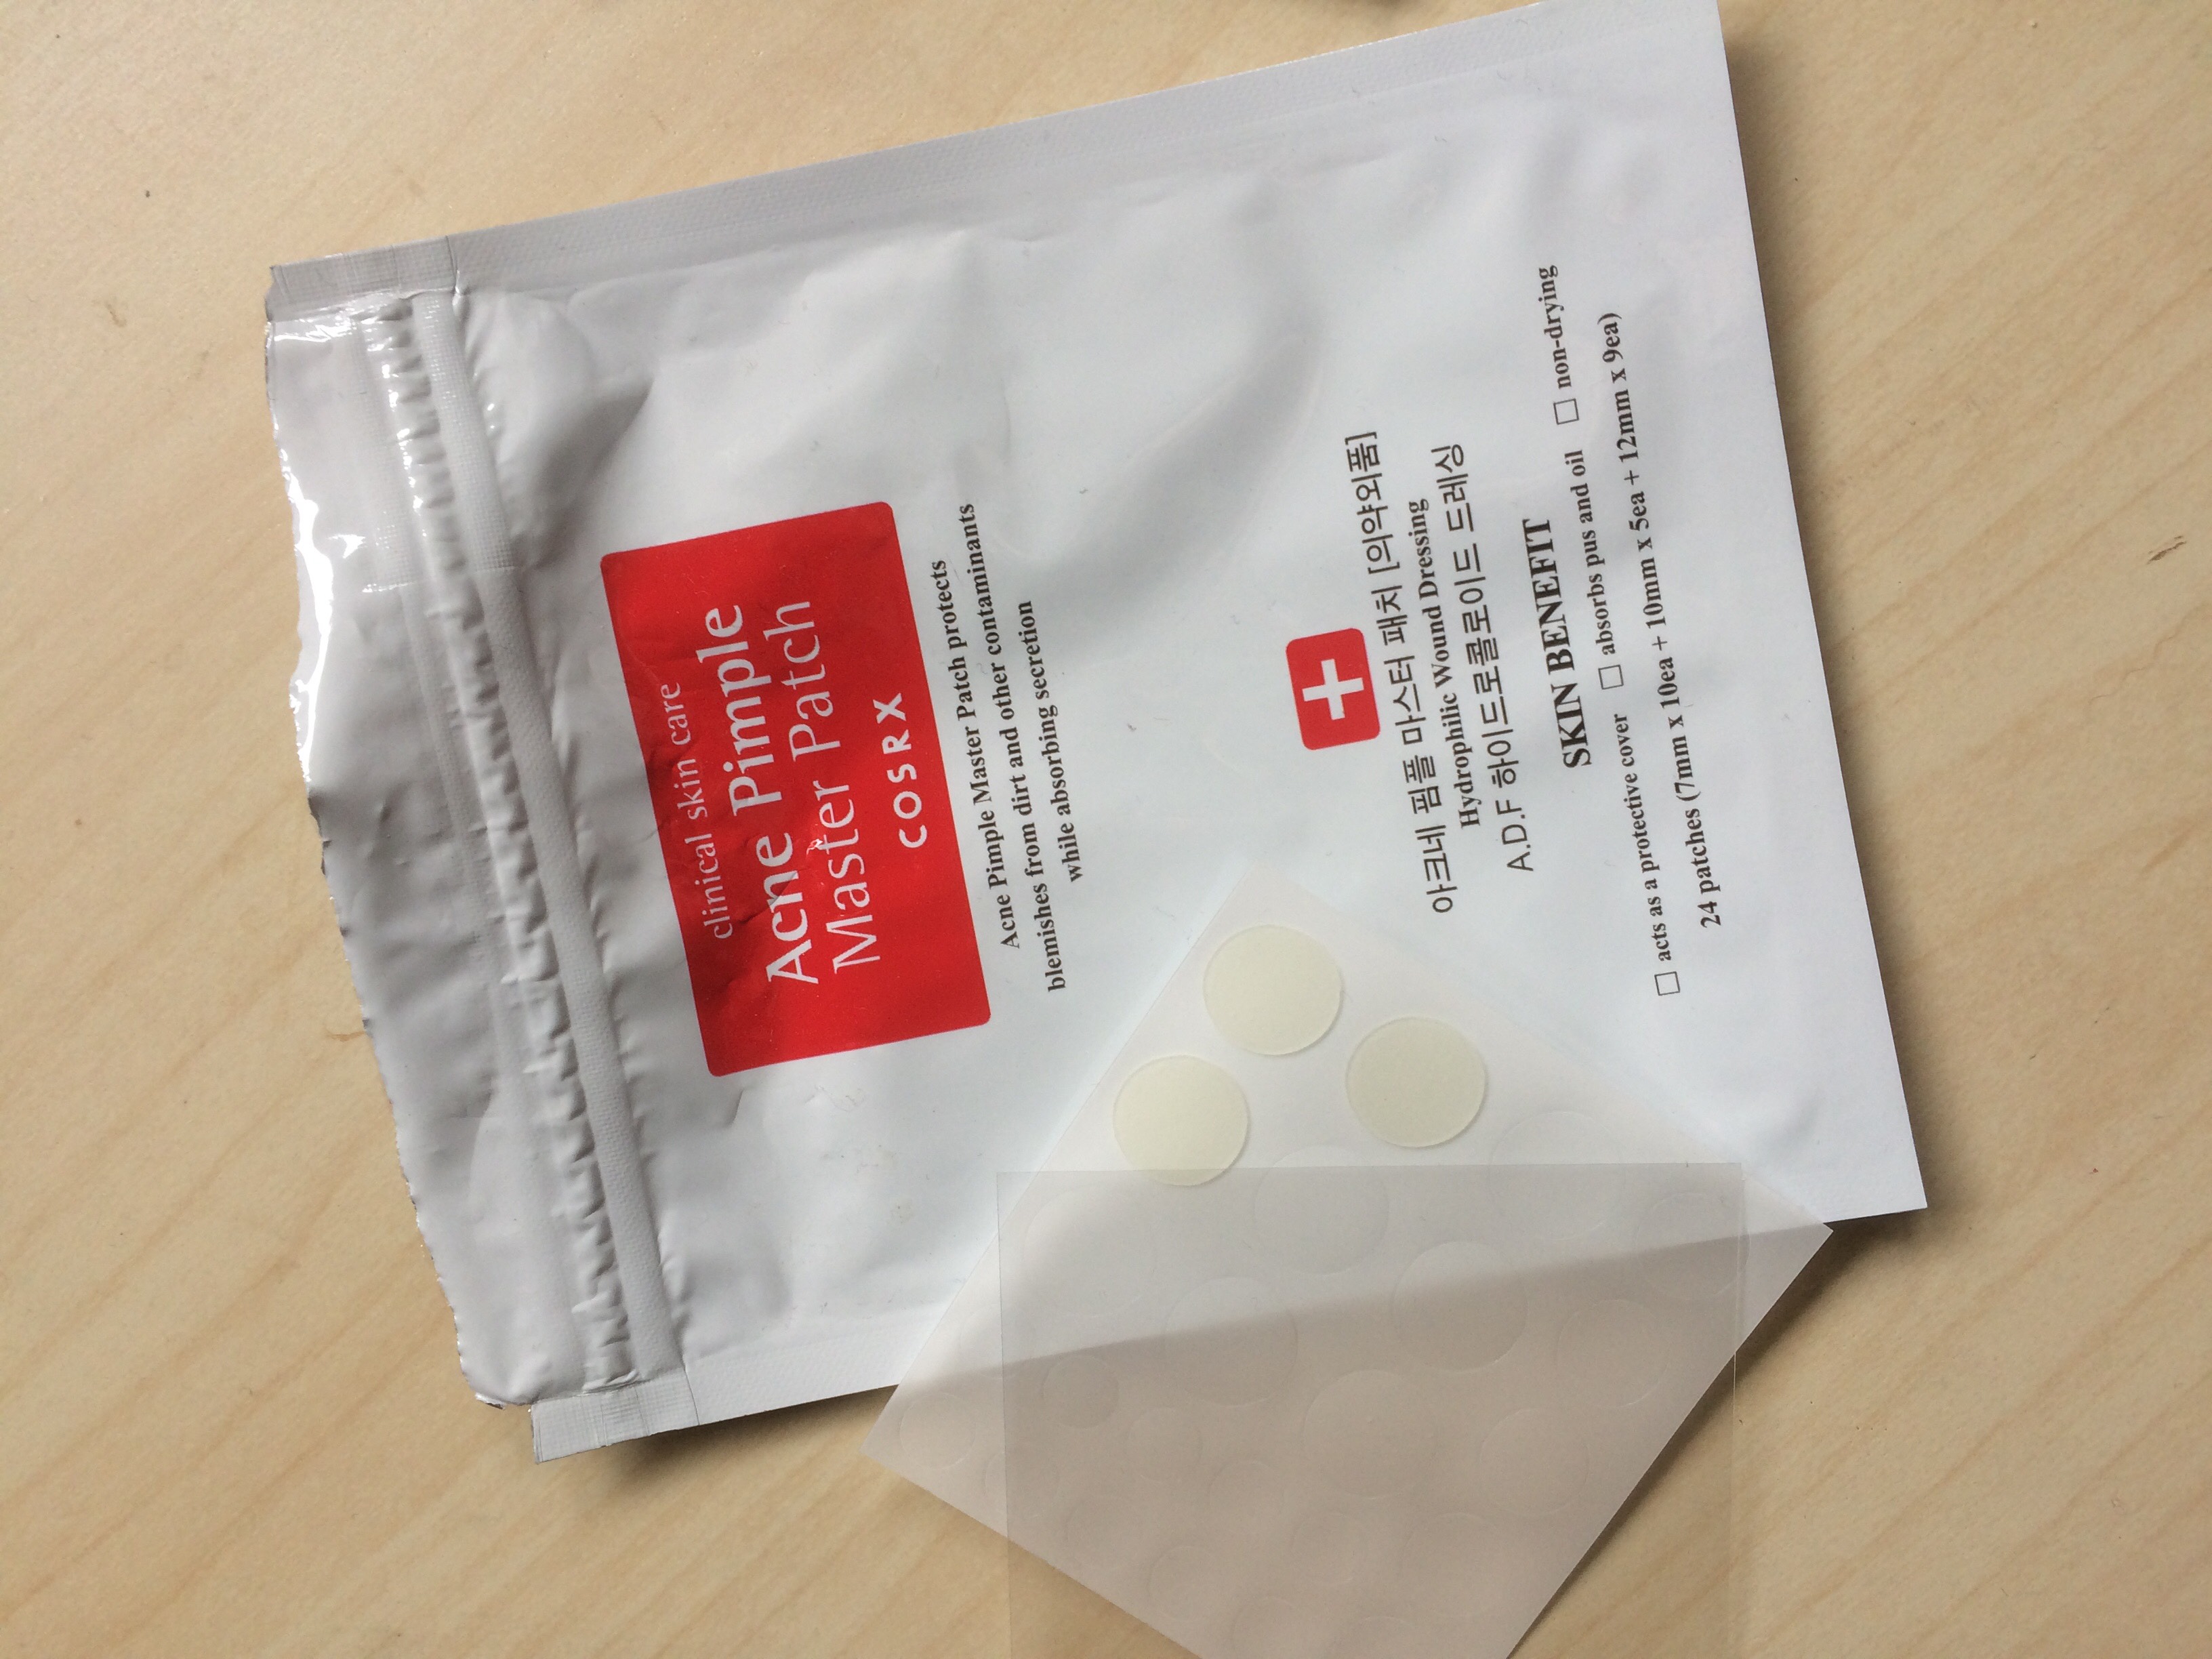 clinical skin care
Acne Pimple
Master Patch
COSRX
Acne Pimple Master Patch protects
blemishes from dirt and other contaminants
while absorbing secretion
아크네 핌플 마스터 패치 [의약외품]
Hydrophilic Wound Dressing
A.D.F 하이드로콜로이드 드레싱
SKIN BENEFIT
□ acts as a protective cover □ absorbs pus and oil □ non-drying
24 patches (7mm x 10ea + 10mm x 5ea + 12mm x 9ea)